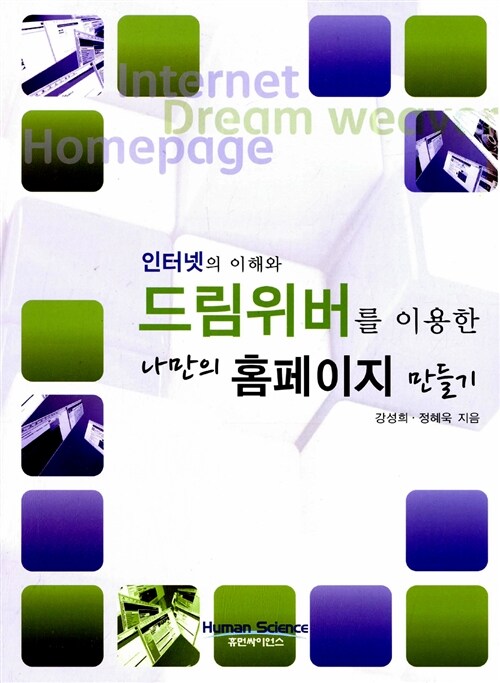 Internet
Dream weaver
Homepage
인터넷의 이해와
드림위버를 이용한
나만의 홈페이지 만들기
강성희 · 정혜욱 지음
Human Science
휴먼싸이언스